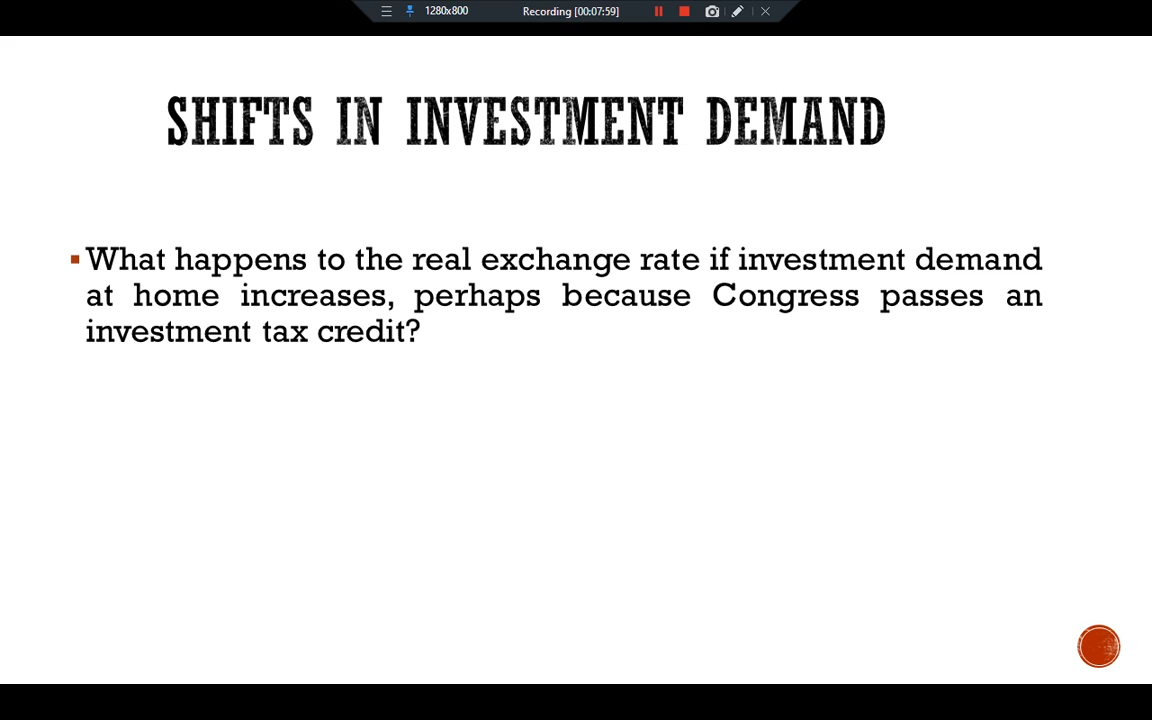 1280x800 Recording [00:07:59]
SHIFTS IN INVESTMENT DEMAND
What happens to the real exchange rate if investment demand
at home increases, perhaps because Congress passes an
investment tax credit?